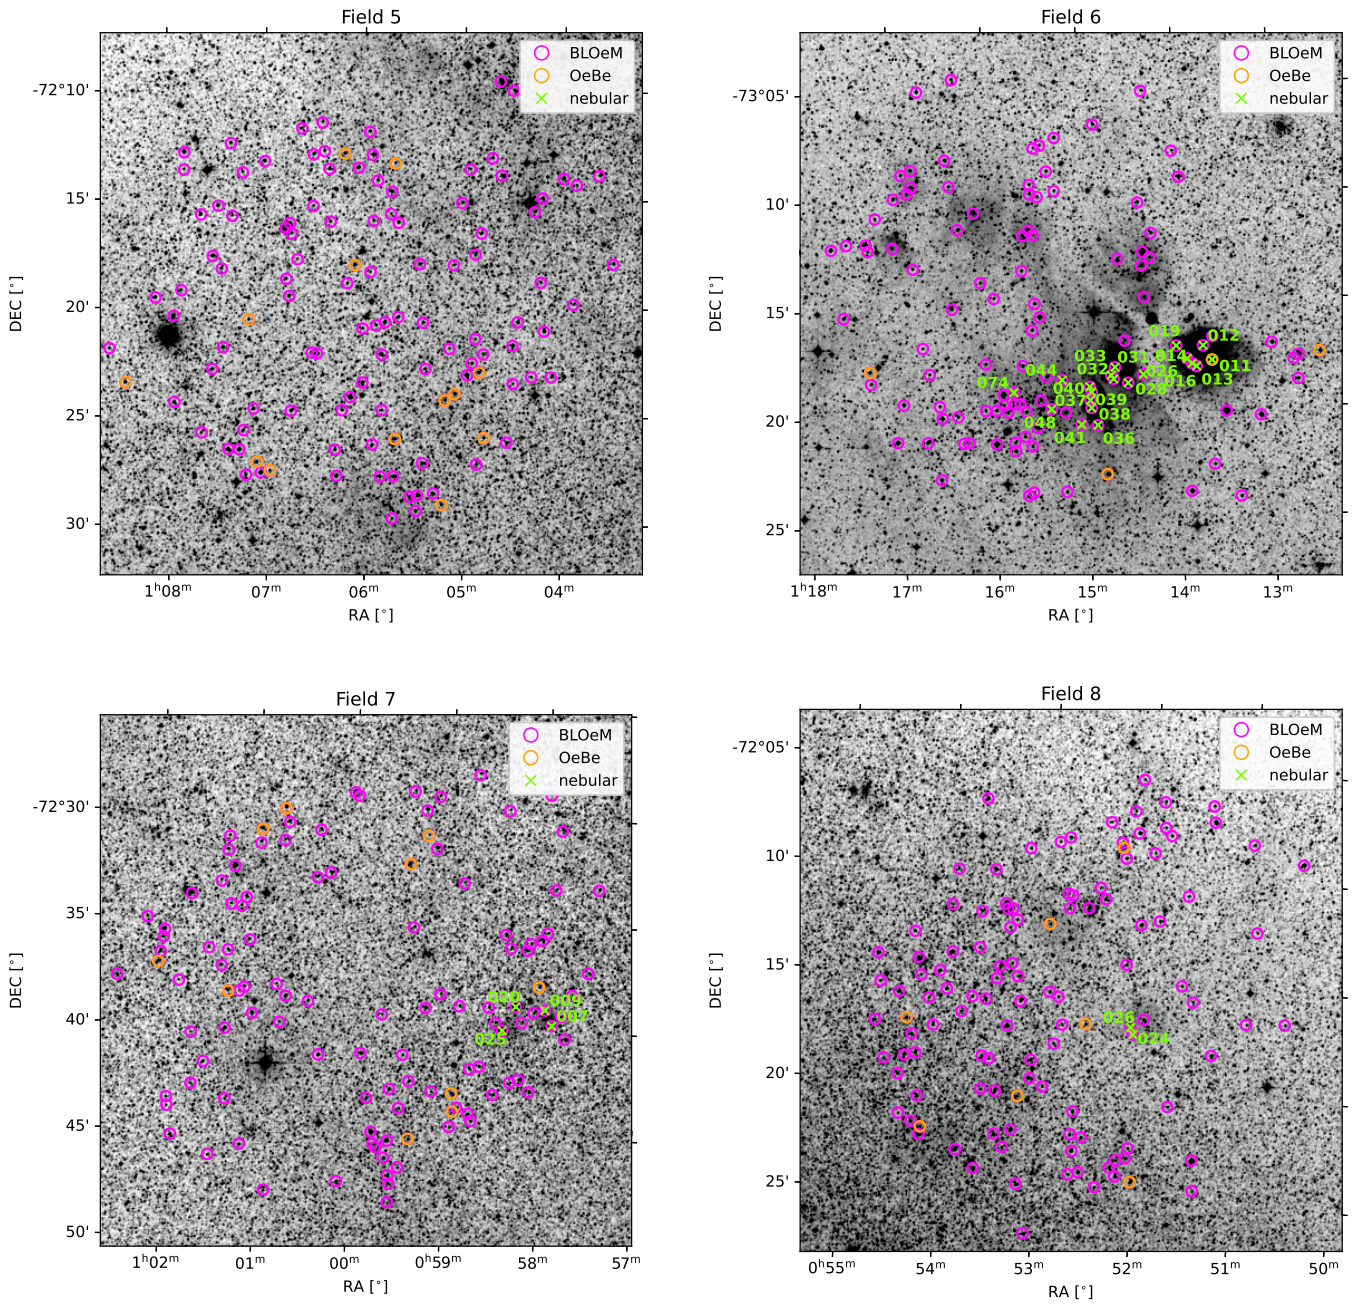 Field 5
BLOeM
OeBe
nebular
-72°10'
15'
20'
25'
30'
DEC [°]
1ʰ08ᵐ 07ᵐ 06ᵐ 05ᵐ 04ᵐ
RA [°]
Field 6
BLOeM
OeBe
nebular
-73°05'
10'
15'
20'
25'
DEC [°]
019 012
033 031 014
044 032 026 011
074 040 028 016 013
037 039
048 038
041 036
1ʰ18ᵐ 17ᵐ 16ᵐ 15ᵐ 14ᵐ 13ᵐ
RA [°]
Field 7
BLOeM
OeBe
nebular
-72°30'
35'
40'
45'
50'
DEC [°]
020 009
007
025
1ʰ02ᵐ 01ᵐ 00ᵐ 0ʰ59ᵐ 58ᵐ 57ᵐ
RA [°]
Field 8
BLOeM
OeBe
nebular
-72°05'
10'
15'
20'
25'
DEC [°]
026
024
0ʰ55ᵐ 54ᵐ 53ᵐ 52ᵐ 51ᵐ 50ᵐ
RA [°]